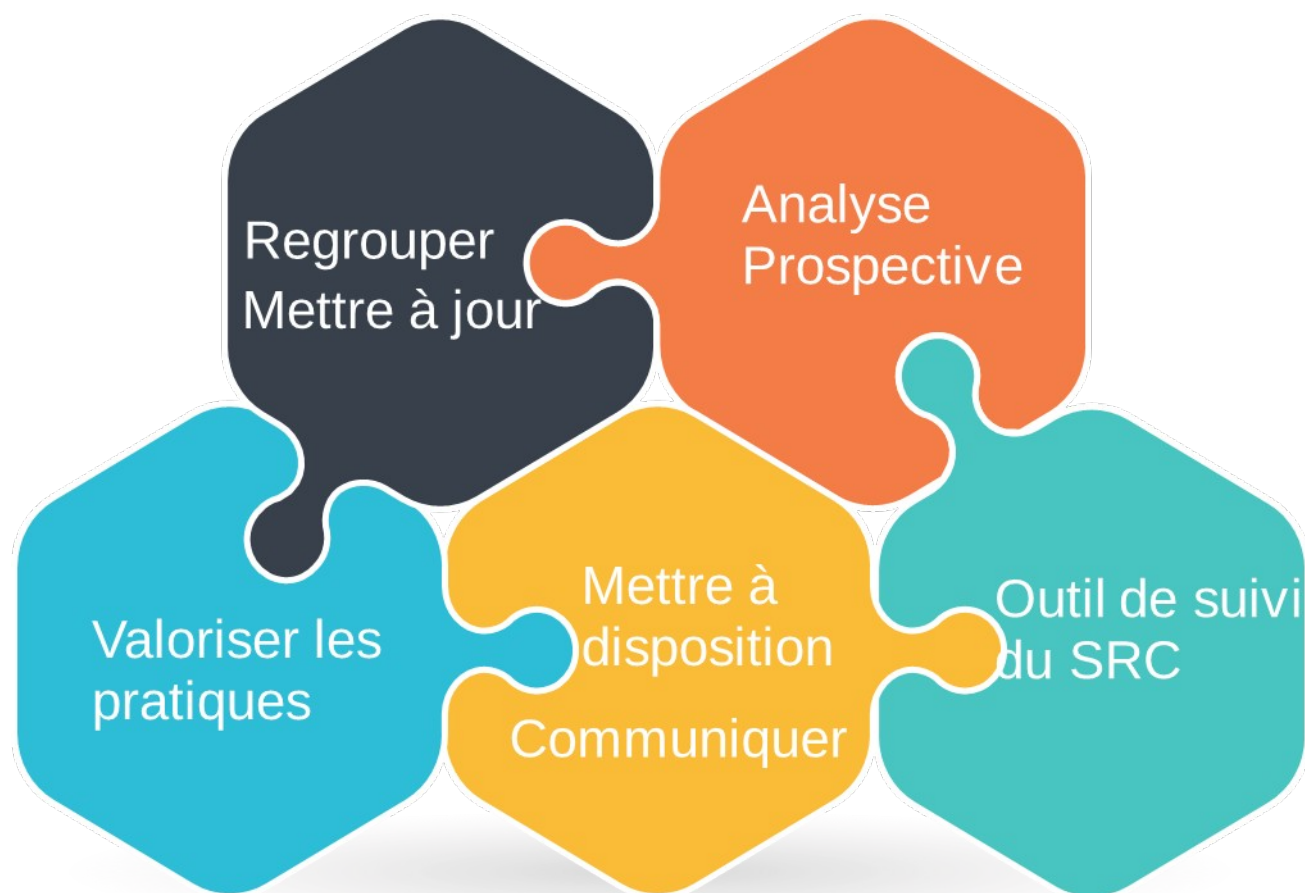 Regrouper
Mettre à jour
Analyse
Prospective
Valoriser les
pratiques
Mettre à
disposition
Communiquer
Outil de suivi
du SRC